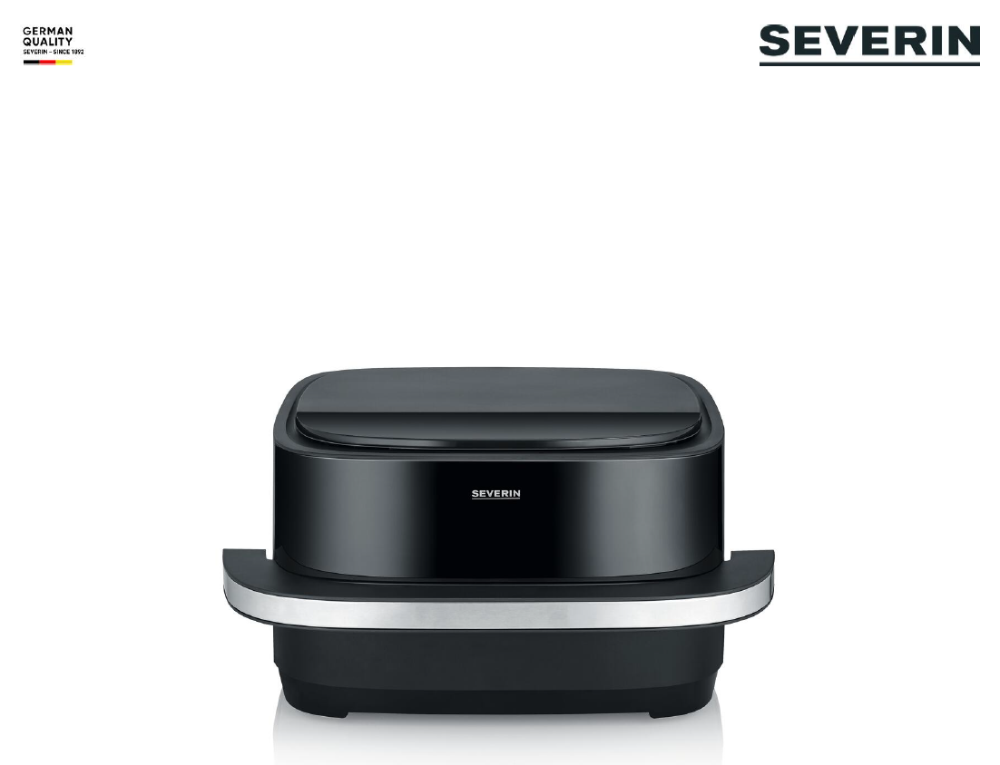 GERMAN
QUALITY
SEVERIN – SINCE 1892
SEVERIN
SEVERIN